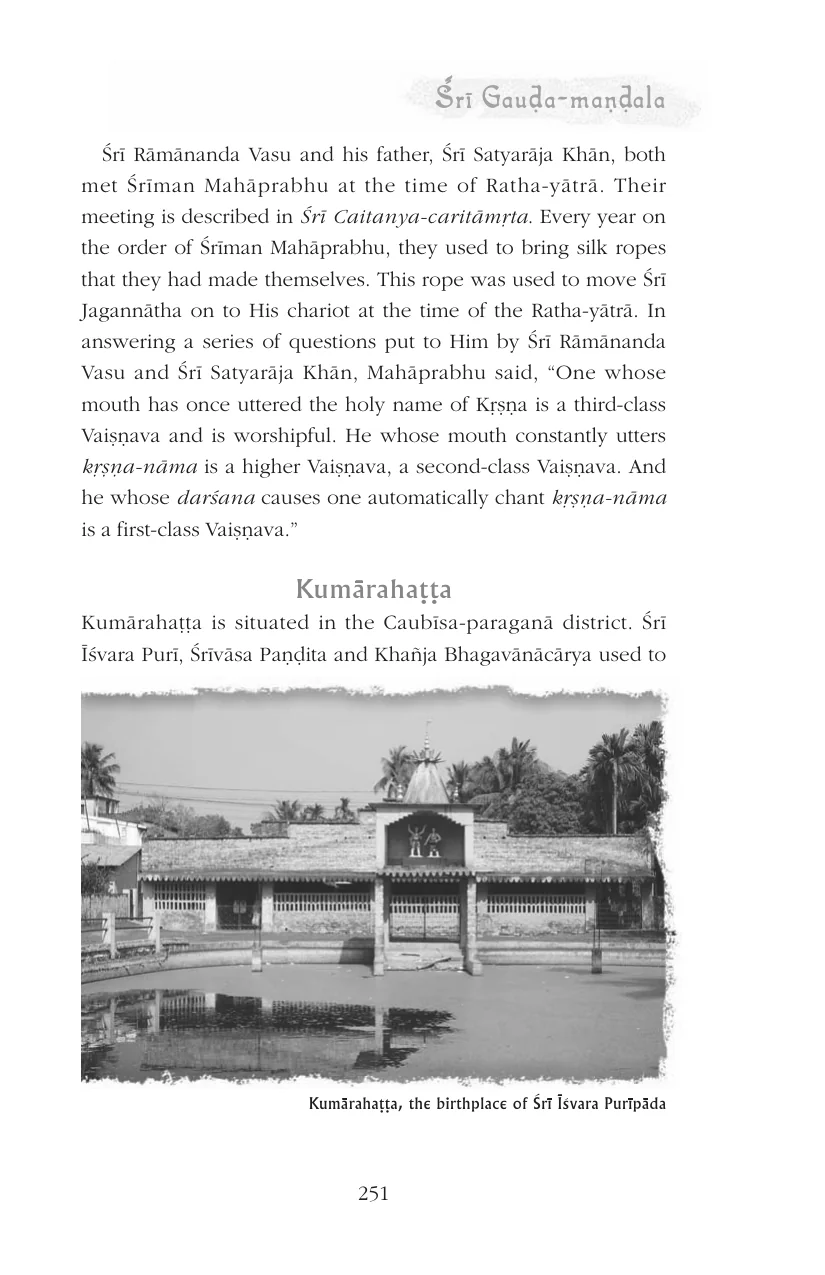 Śrī Gauḍa-maṇḍala
Śrī Rāmānanda Vasu and his father, Śrī Satyarāja Khān, both
met Śrīman Mahāprabhu at the time of Ratha-yātrā. Their
meeting is described in Śrī Caitanya-caritāmṛta. Every year on
the order of Śrīman Mahāprabhu, they used to bring silk ropes
that they had made themselves. This rope was used to move Śrī
Jagannātha on to His chariot at the time of the Ratha-yātrā. In
answering a series of questions put to Him by Śrī Rāmānanda
Vasu and Śrī Satyarāja Khān, Mahāprabhu said, “One whose
mouth has once uttered the holy name of Kṛṣṇa is a third-class
Vaiṣṇava and is worshipful. He whose mouth constantly utters
kṛṣṇa-nāma is a higher Vaiṣṇava, a second-class Vaiṣṇava. And
he whose darśana causes one automatically chant kṛṣṇa-nāma
is a first-class Vaiṣṇava.”
Kumārahaṭṭa
Kumārahaṭṭa is situated in the Caubīsa-paraganā district. Śrī
Īśvara Purī, Śrīvāsa Paṇḍita and Khañja Bhagavānācārya used to
Kumārahaṭṭa, the birthplace of Śrī Īśvara Purīpāda
251